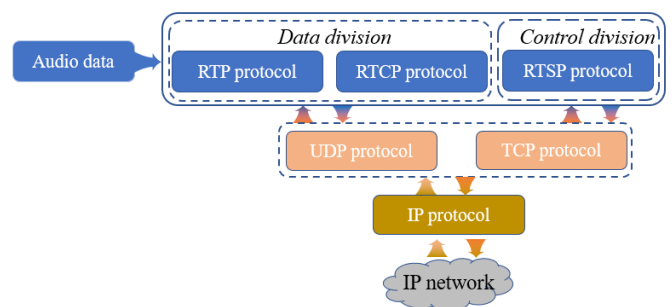 Data division
Control division
Audio data
RTP protocol
RTCP protocol
RTSP protocol
UDP protocol
TCP protocol
IP protocol
IP network